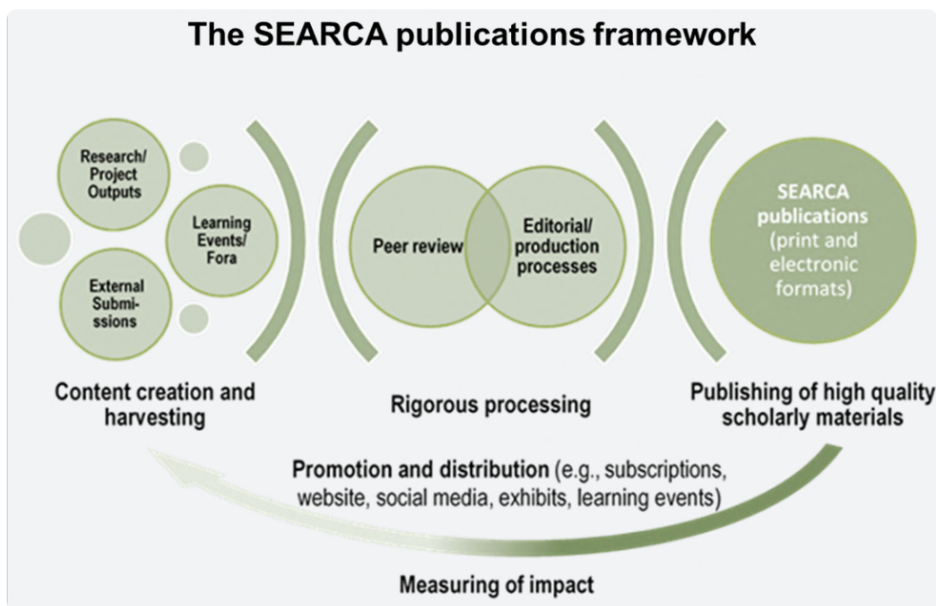 The SEARCA publications framework
Research/
Project
Outputs
Learning
Events/
Fora
External
Submi-
ssions
Peer review
Editorial/
production
processes
SEARCA
publications
(print and
electronic
formats)
Content creation and
harvesting
Rigorous processing
Publishing of high quality
scholarly materials
Promotion and distribution (e.g., subscriptions,
website, social media, exhibits, learning events)
Measuring of impact